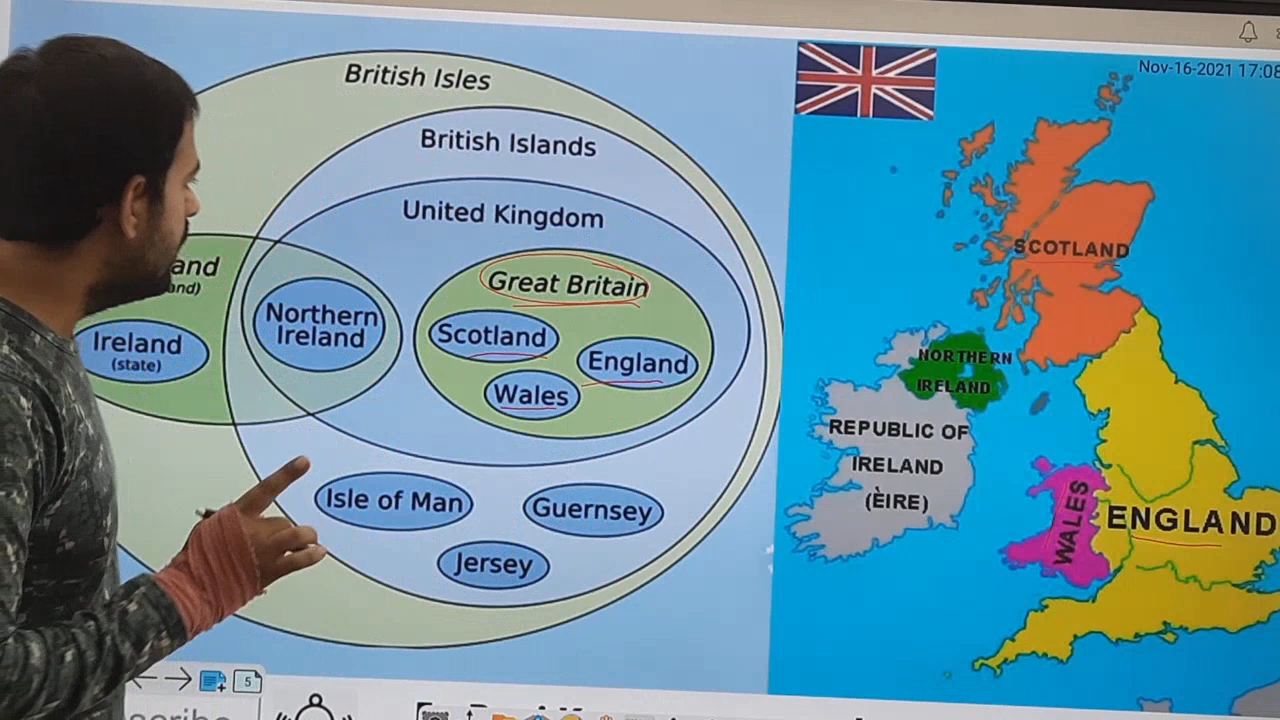 British Isles
British Islands
United Kingdom
and
and)
Great Britain
Northern
Ireland
Scotland
England
Wales
Ireland
(state)
Isle of Man
Guernsey
Jersey
5
Nov-16-2021 17:08
SCOTLAND
NORTHERN
IRELAND
REPUBLIC OF
IRELAND
(ÈIRE)
WALES
ENGLAND